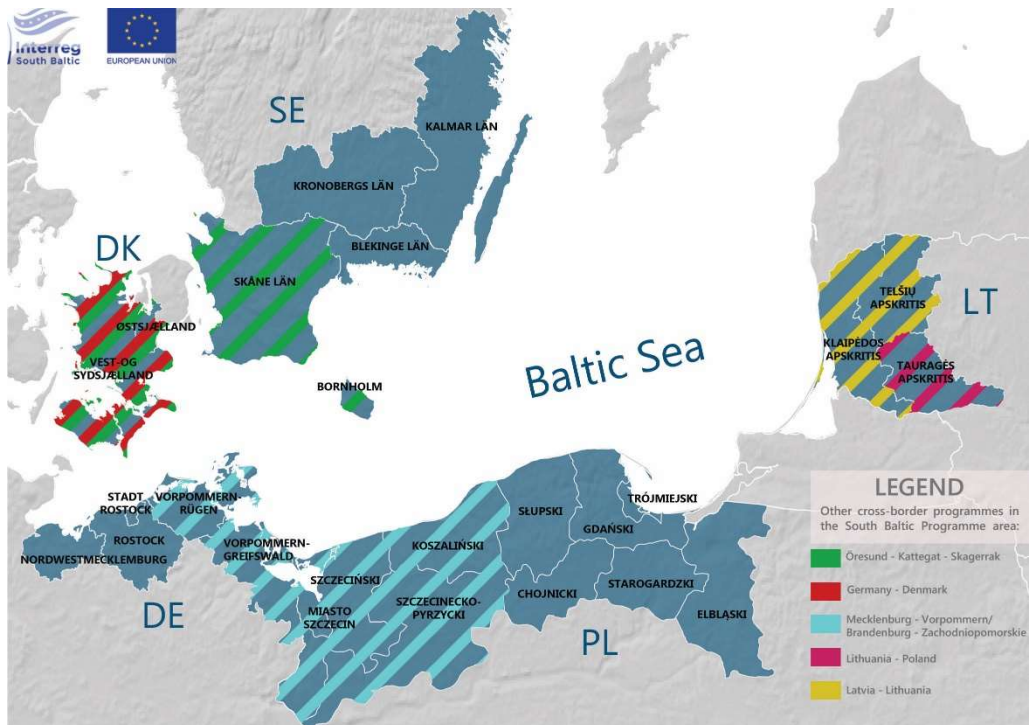 Interreg
South Baltic
EUROPEAN UNION
SE
KALMAR LÄN
KRONOBERGS LÄN
BLEKINGE LÄN
SKÅNE LÄN
DK
ØSTSJÆLLAND
VEST-OG
SYDSJÆLLAND
BORNHOLM
Baltic Sea
TELŠIŲ
APSKRITIS
LT
KLAIPĖDOS
APSKRITIS
TAURAGĖS
APSKRITIS
STADT
ROSTOCK
VORPOMMERN-
RÜGEN
ROSTOCK
NORDWESTMECKLEMBURG
VORPOMMERN-
GREIFSWALD
DE
SZCZECIŃSKI
MIASTO
SZCZECIN
KOSZALIŃSKI
SZCZECINECKO-
PYRZYCKI
SŁUPSKI
TRÓJMIEJSKI
GDAŃSKI
CHOJNICKI
STAROGARDZKI
ELBLĄSKI
PL
LEGEND
Other cross-border programmes in
the South Baltic Programme area:
Öresund - Kattegat - Skagerrak
Germany - Denmark
Mecklenburg - Vorpommern/
Brandenburg - Zachodniopomorskie
Lithuania - Poland
Latvia - Lithuania